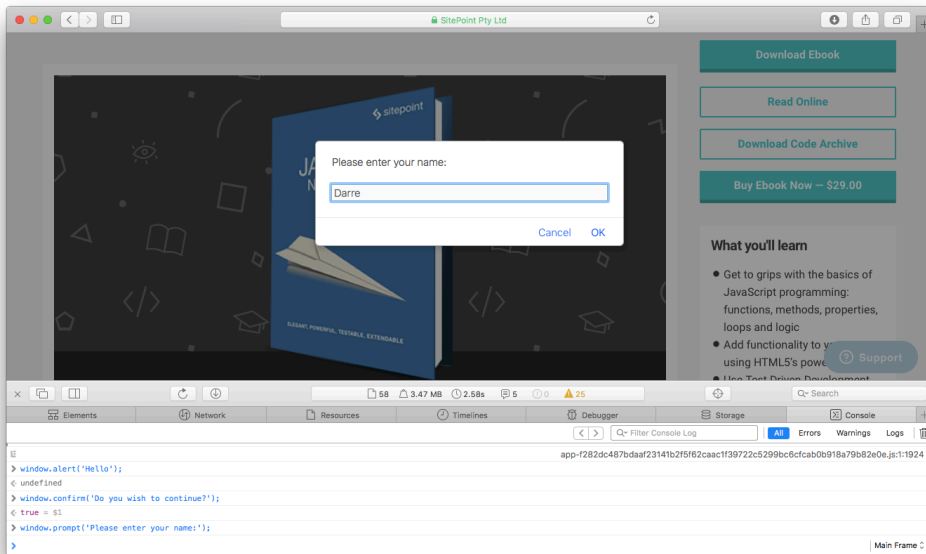 SitePoint Pty Ltd
sitepoint
JA
N
ELEGANT, POWERFUL, TESTABLE, EXTENDABLE
Please enter your name:
Darre
Cancel OK
Download Ebook
Read Online
Download Code Archive
Buy Ebook Now — $29.00
What you'll learn
Get to grips with the basics of
JavaScript programming:
functions, methods, properties,
loops and logic
Add functionality to
using HTML5's
Use Test Driven Development
Support
58 3.47 MB 2.58s 5 0 25 Search
Elements Network Resources Timelines Debugger Storage Console
Filter Console Log All Errors Warnings Logs
app-f282dc487bdaaf23141b2f5f62caac1f39722c5299bc6cfcab0b918a79b82e0e.js:1:1924
> window.alert('Hello');
< undefined
> window.confirm('Do you wish to continue?');
< true = $1
> window.prompt('Please enter your name:');
>
Main Frame